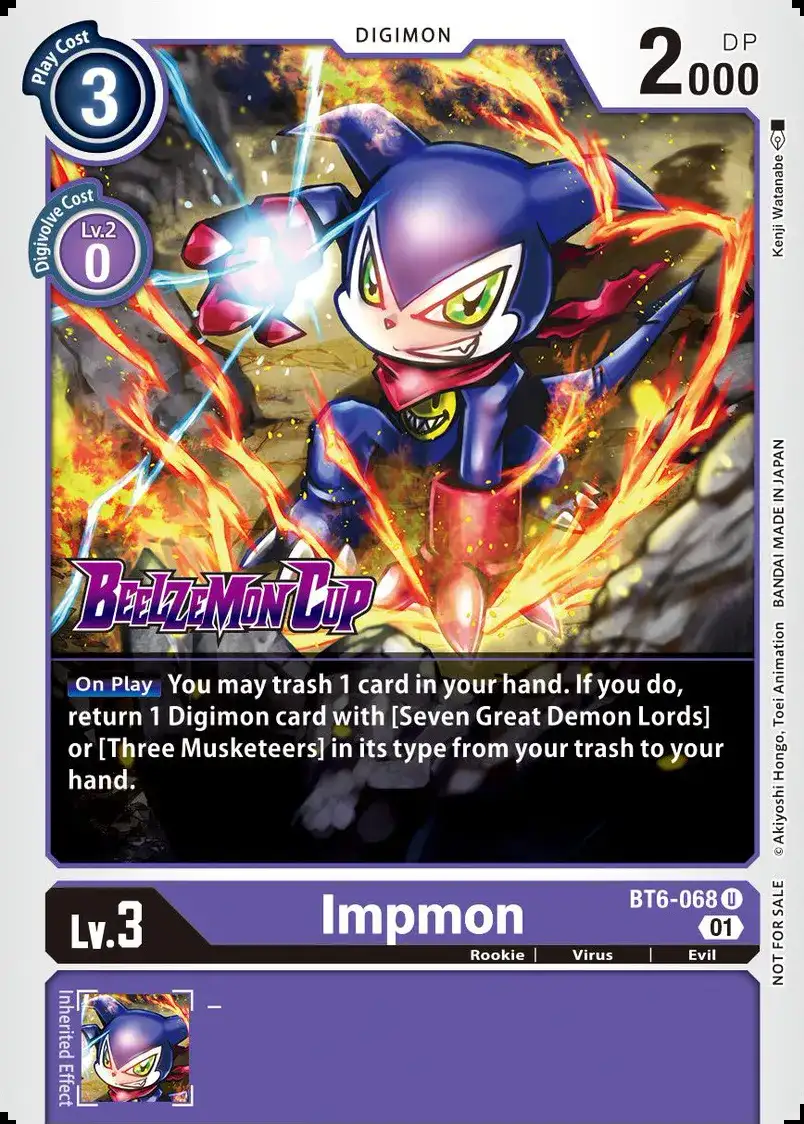 DIGIMON
Play Cost
3
DP
2000
Digivolve Cost
Lv.2
0
Kenji Watanabe
BEELZEMON CUP
On Play You may trash 1 card in your hand. If you do,
return 1 Digimon card with [Seven Great Demon Lords]
or [Three Musketeers] in its type from your trash to your
hand.
© Akiyoshi Hongo, Toei Animation BANDAI MADE IN JAPAN
NOT FOR SALE
Lv.3
Impmon
BT6-068 U
01
Rookie | Virus | Evil
Inherited Effect
–